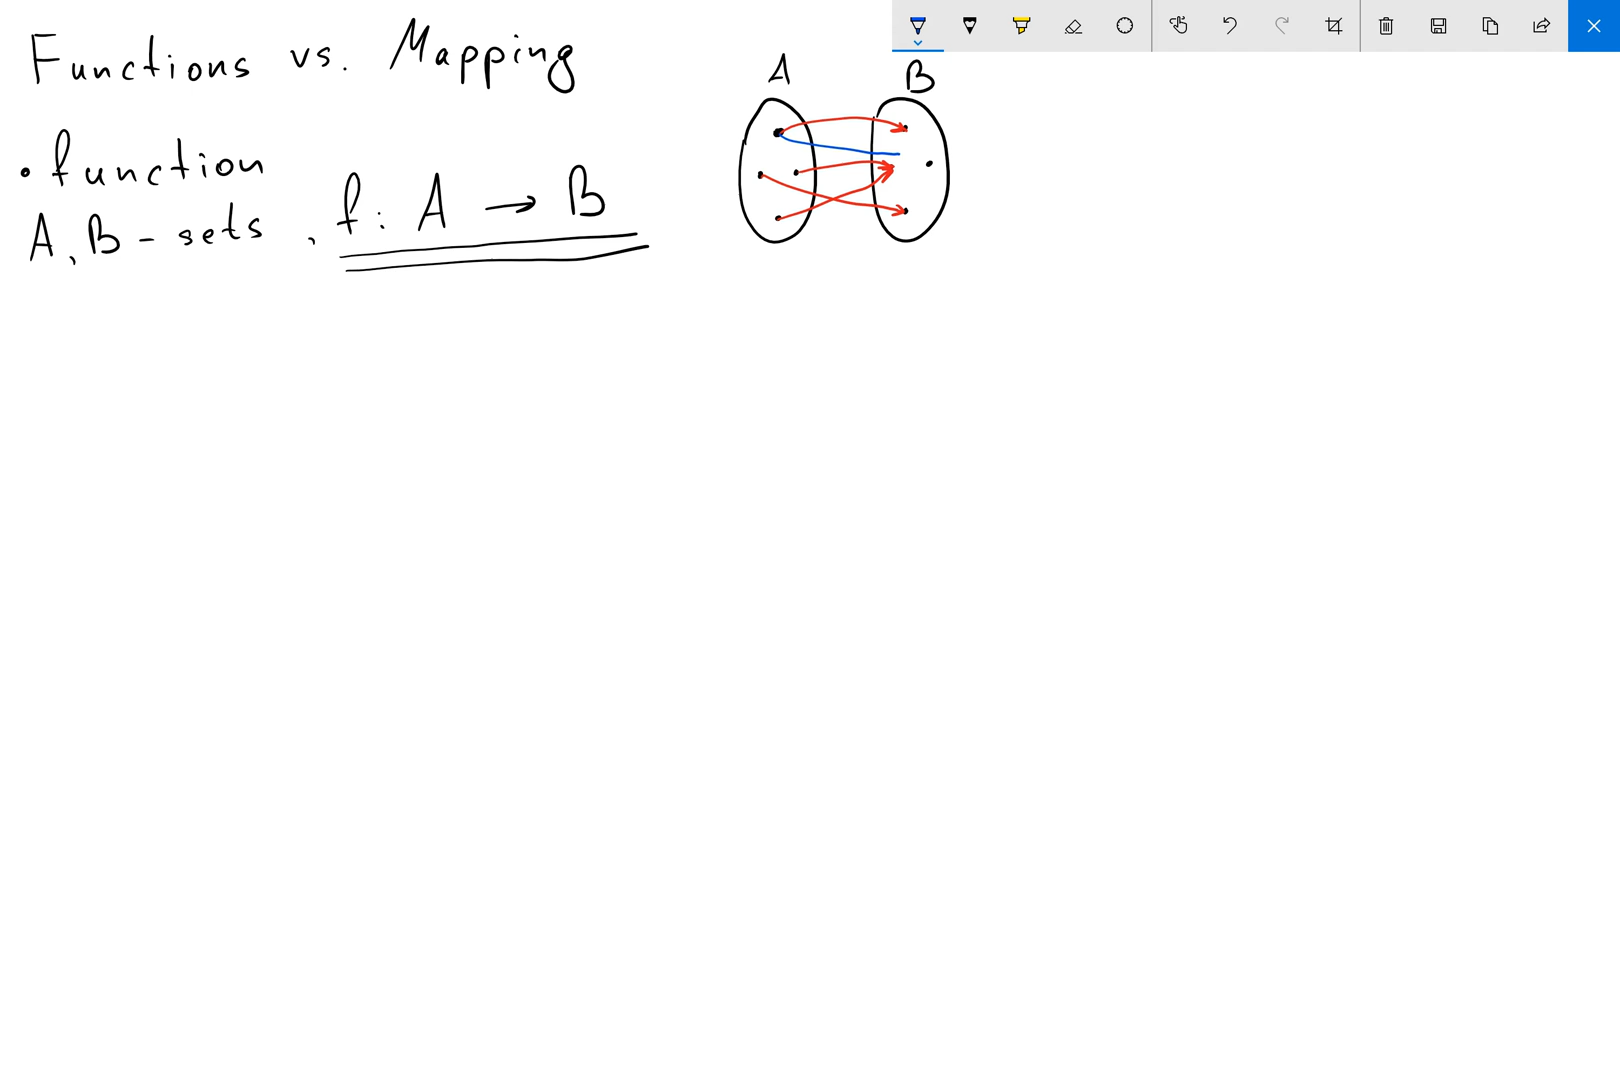 Functions vs. Mapping
A B
• function
A, B - sets, f: A → B